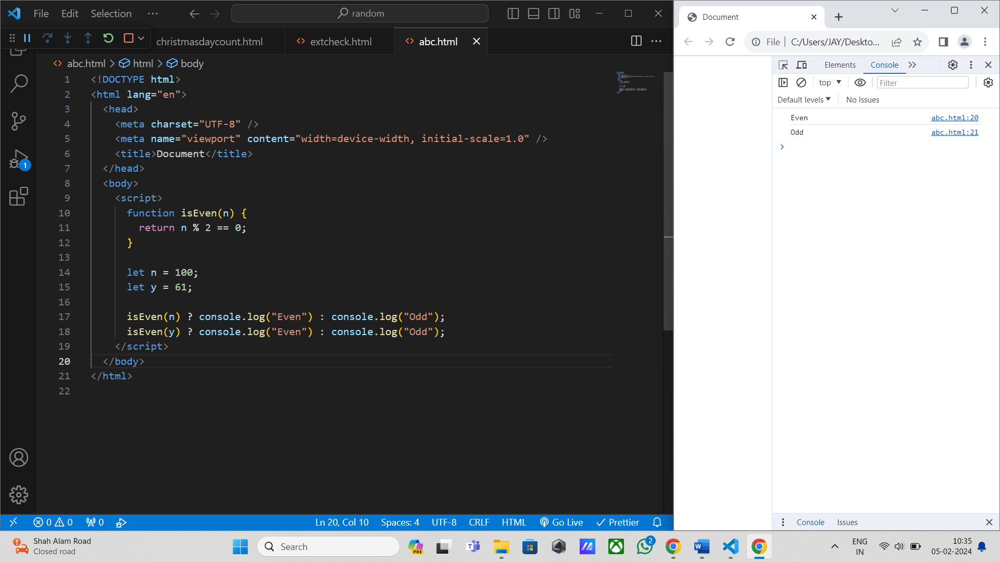 File Edit Selection ··· random
christmasdaycount.html extcheck.html abc.html
abc.html > html > body
1 <!DOCTYPE html>
2 <html lang="en">
3 <head>
4 <meta charset="UTF-8" />
5 <meta name="viewport" content="width=device-width, initial-scale=1.0" />
6 <title>Document</title>
7 </head>
8 <body>
9 <script>
10 function isEven(n) {
11 return n % 2 == 0;
12 }
13
14 let n = 100;
15 let y = 61;
16
17 isEven(n) ? console.log("Even") : console.log("Odd");
18 isEven(y) ? console.log("Even") : console.log("Odd");
19 </script>
20 </body>
21 </html>
22
1
0 0 0 Ln 20, Col 10 Spaces: 4 UTF-8 CRLF HTML Go Live Prettier
Document
File C:/Users/JAY/Deskto...
Elements Console
top Filter
Default levels No Issues
Even abc.html:20
Odd abc.html:21
>
Console Issues
Shah Alam Road
Closed road
Search
PRE
2
ENG
IN
10:35
05-02-2024